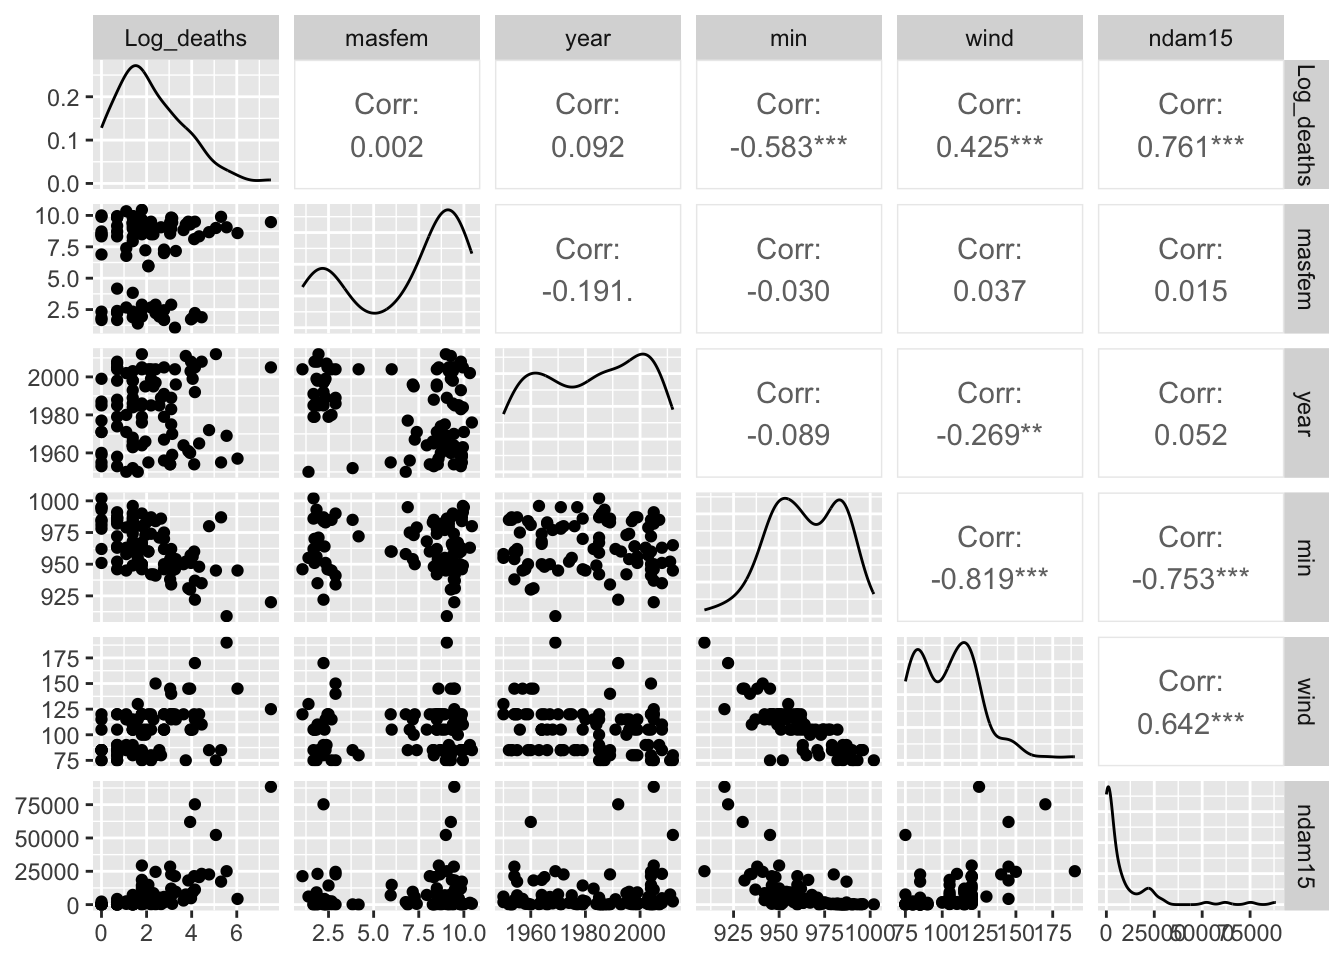 Log_deaths masfem year min wind ndam15
0.2
0.1
0.0
Corr:
0.002
Corr:
0.092
Corr:
-0.583***
Corr:
0.425***
Corr:
0.761***
Log_deaths
10.0
7.5
5.0
2.5
Corr:
-0.191.
Corr:
-0.030
Corr:
0.037
Corr:
0.015
masfem
2000
1980
1960
Corr:
-0.089
Corr:
-0.269**
Corr:
0.052
year
1000
975
950
925
Corr:
-0.819***
Corr:
-0.753***
min
175
150
125
100
75
Corr:
0.642***
wind
75000
50000
25000
0
ndam15
0 2 4 6
2.5 5.0 7.5 10.0
1960 1980 2000
925 950 975 1000
75 100 125 150 175
0 25000 50000 75000